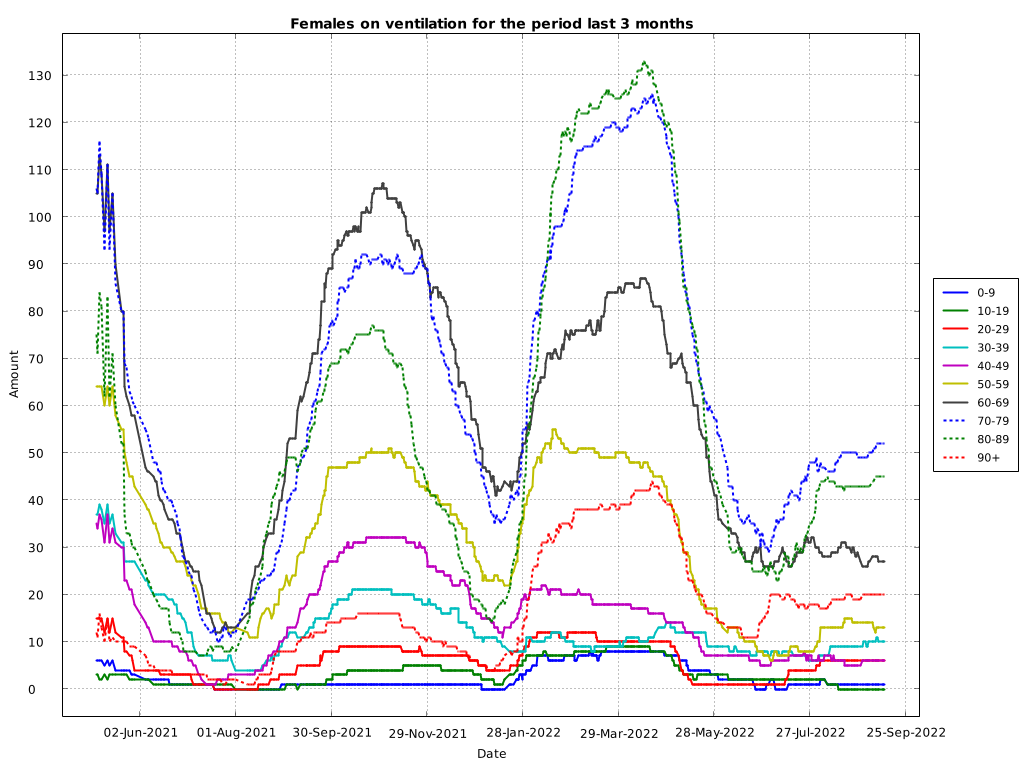 Females on ventilation for the period last 3 months
130
120
110
100
90
80
70
60
50
40
30
20
10
0
Amount
02-Jun-2021
01-Aug-2021
30-Sep-2021
29-Nov-2021
28-Jan-2022
29-Mar-2022
28-May-2022
27-Jul-2022
25-Sep-2022
Date
0-9
10-19
20-29
30-39
40-49
50-59
60-69
70-79
80-89
90+